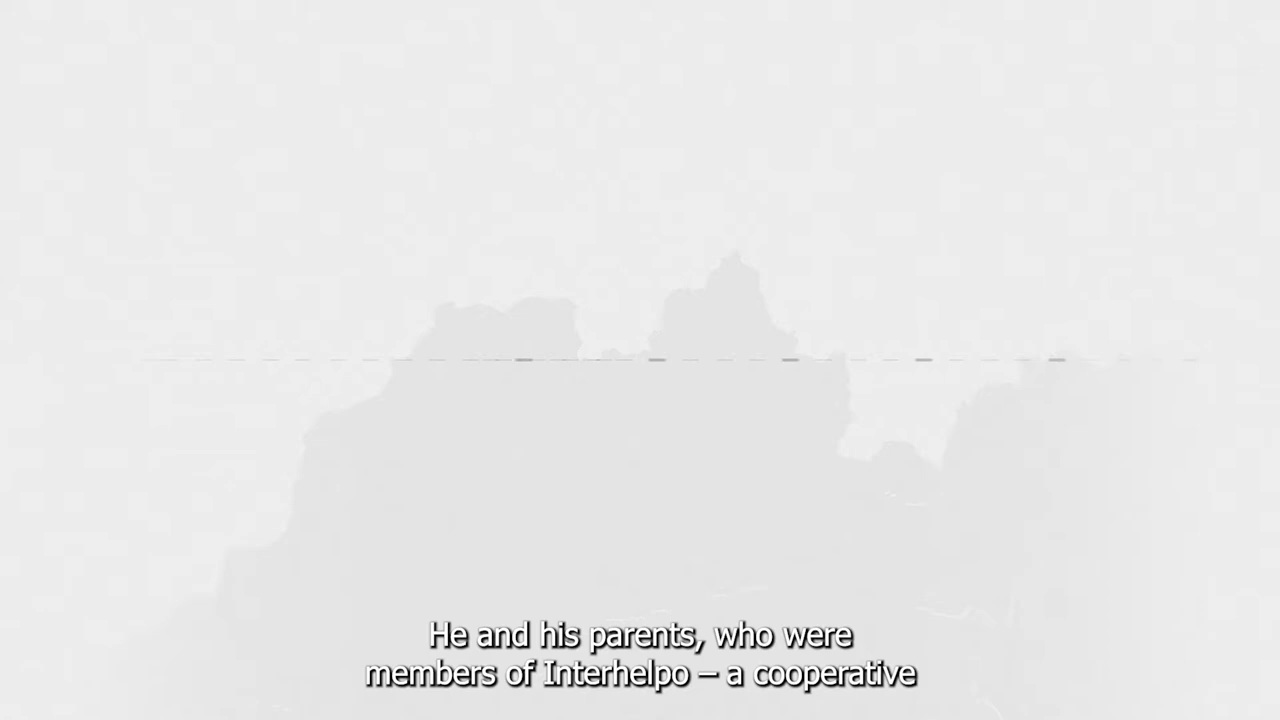 He and his parents, who were
members of Interhelpo – a cooperative